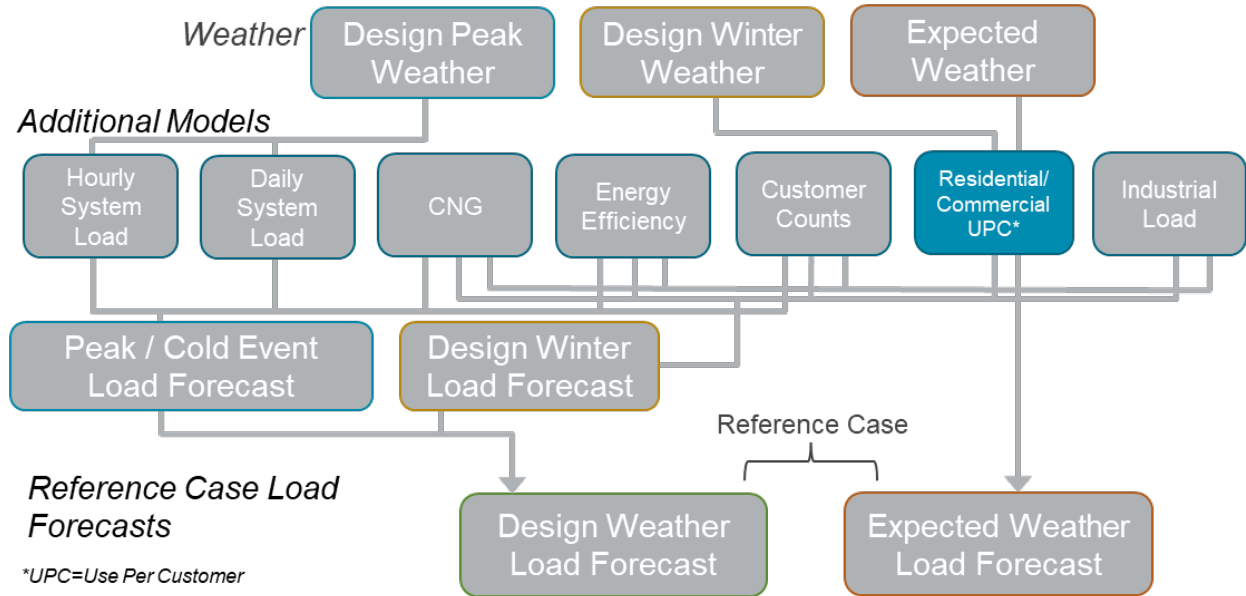 Weather
Design Peak
Weather
Design Winter
Weather
Expected
Weather
Additional Models
Hourly
System
Load
Daily
System
Load
CNG
Energy
Efficiency
Customer
Counts
Residential/
Commercial
UPC*
Industrial
Load
Peak / Cold Event
Load Forecast
Design Winter
Load Forecast
Reference Case
Reference Case Load
Forecasts
Design Weather
Load Forecast
Expected Weather
Load Forecast
*UPC=Use Per Customer